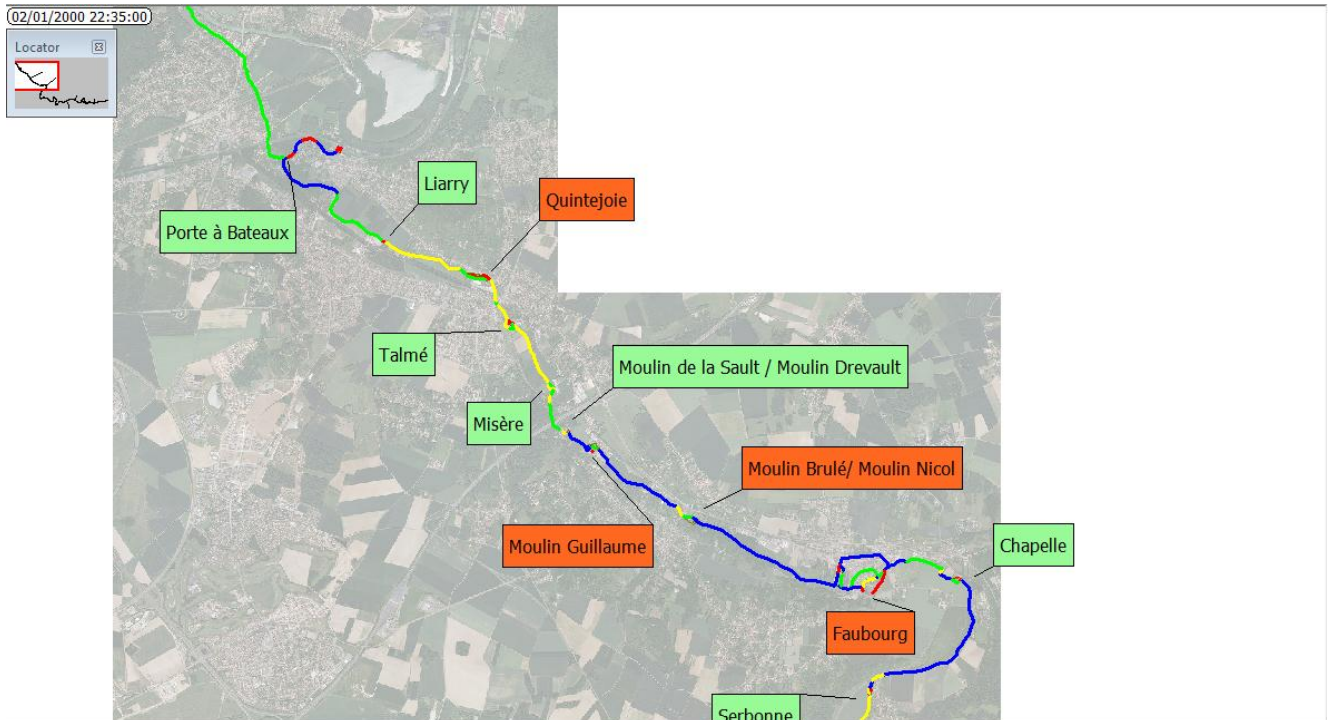 02/01/2000 22:35:00
Locator
Liarry
Quintejoie
Porte à Bateaux
Talmé
Moulin de la Sault / Moulin Drevault
Misère
Moulin Brulé/ Moulin Nicol
Moulin Guillaume
Chapelle
Faubourg
Serbonne